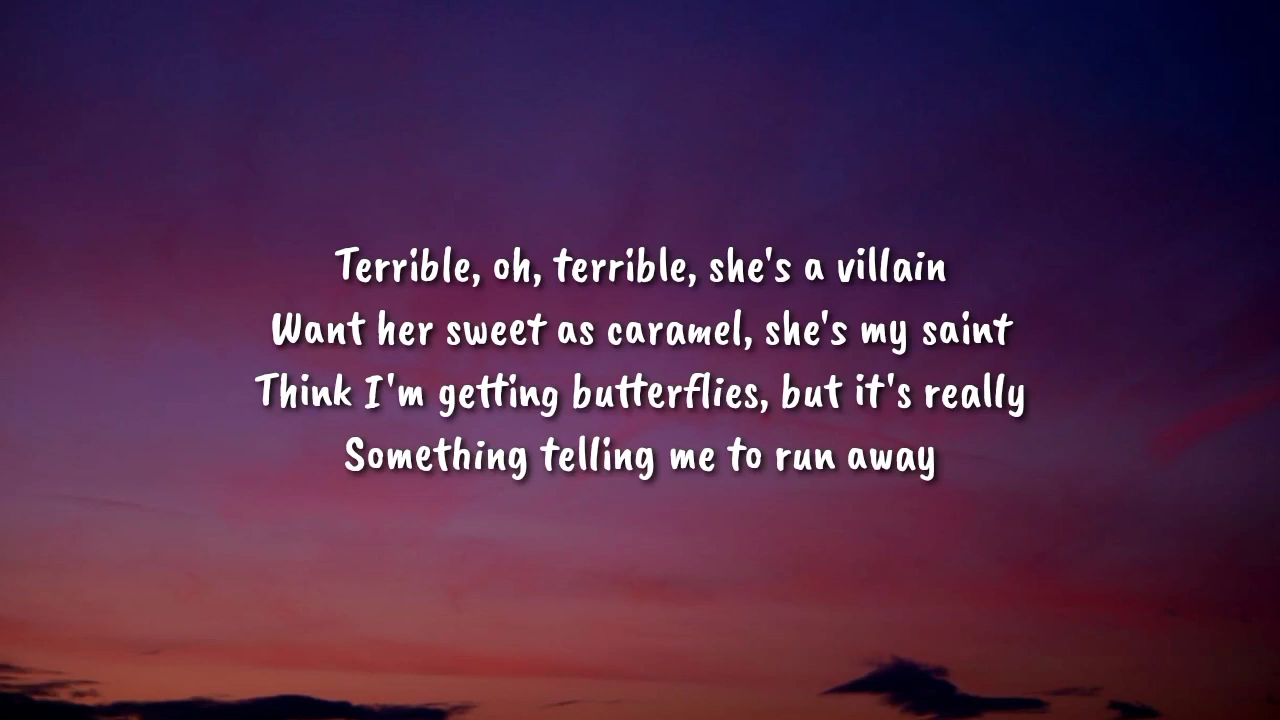 Terrible, oh, terrible, she's a villain
Want her sweet as caramel, she's my saint
Think I'm getting butterflies, but it's really
Something telling me to run away